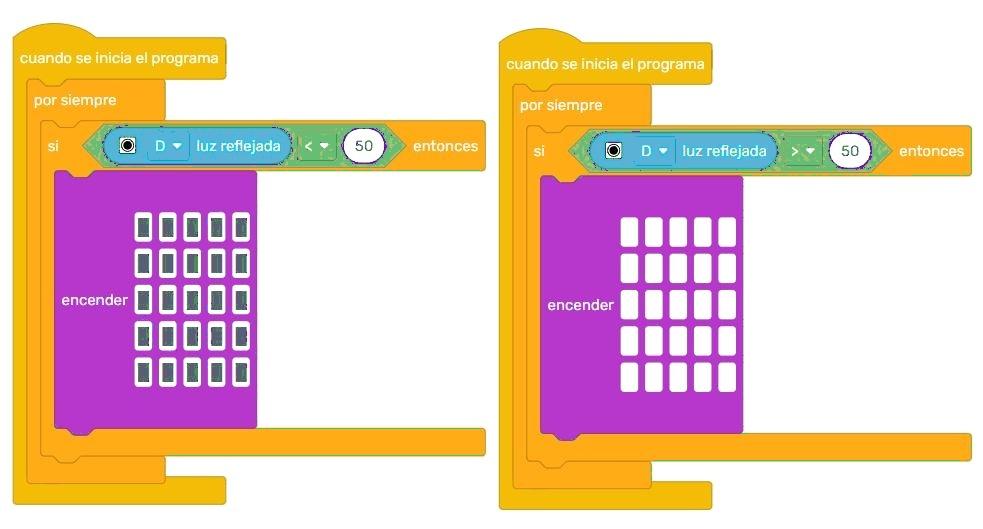 cuando se inicia el programa
por siempre
si D luz reflejada < 50 entonces
encender
cuando se inicia el programa
por siempre
si D luz reflejada > 50 entonces
encender